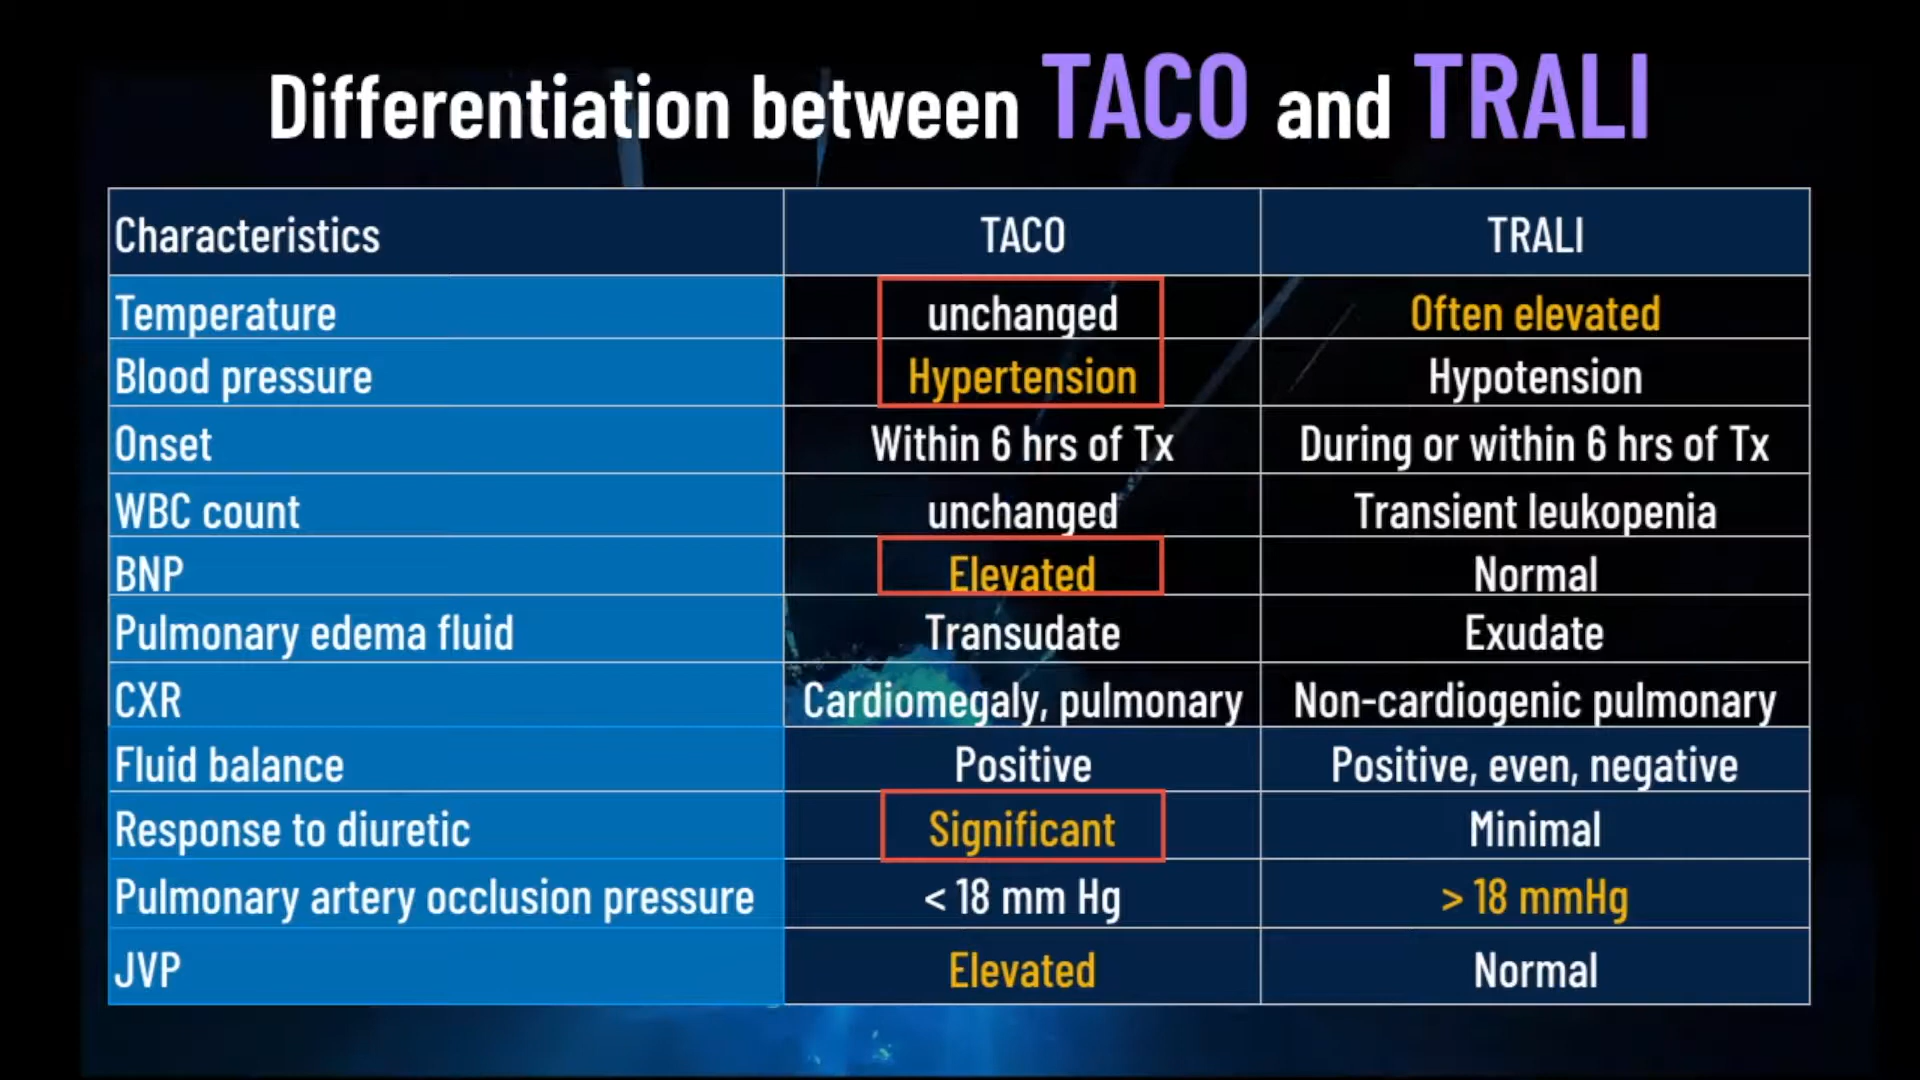 Differentiation between TACO and TRALI
Characteristics TACO TRALI
Temperature unchanged Often elevated
Blood pressure Hypertension Hypotension
Onset Within 6 hrs of Tx During or within 6 hrs of Tx
WBC count unchanged Transient leukopenia
BNP Elevated Normal
Pulmonary edema fluid Transudate Exudate
CXR Cardiomegaly, pulmonary Non-cardiogenic pulmonary
Fluid balance Positive Positive, even, negative
Response to diuretic Significant Minimal
Pulmonary artery occlusion pressure < 18 mm Hg > 18 mmHg
JVP Elevated Normal